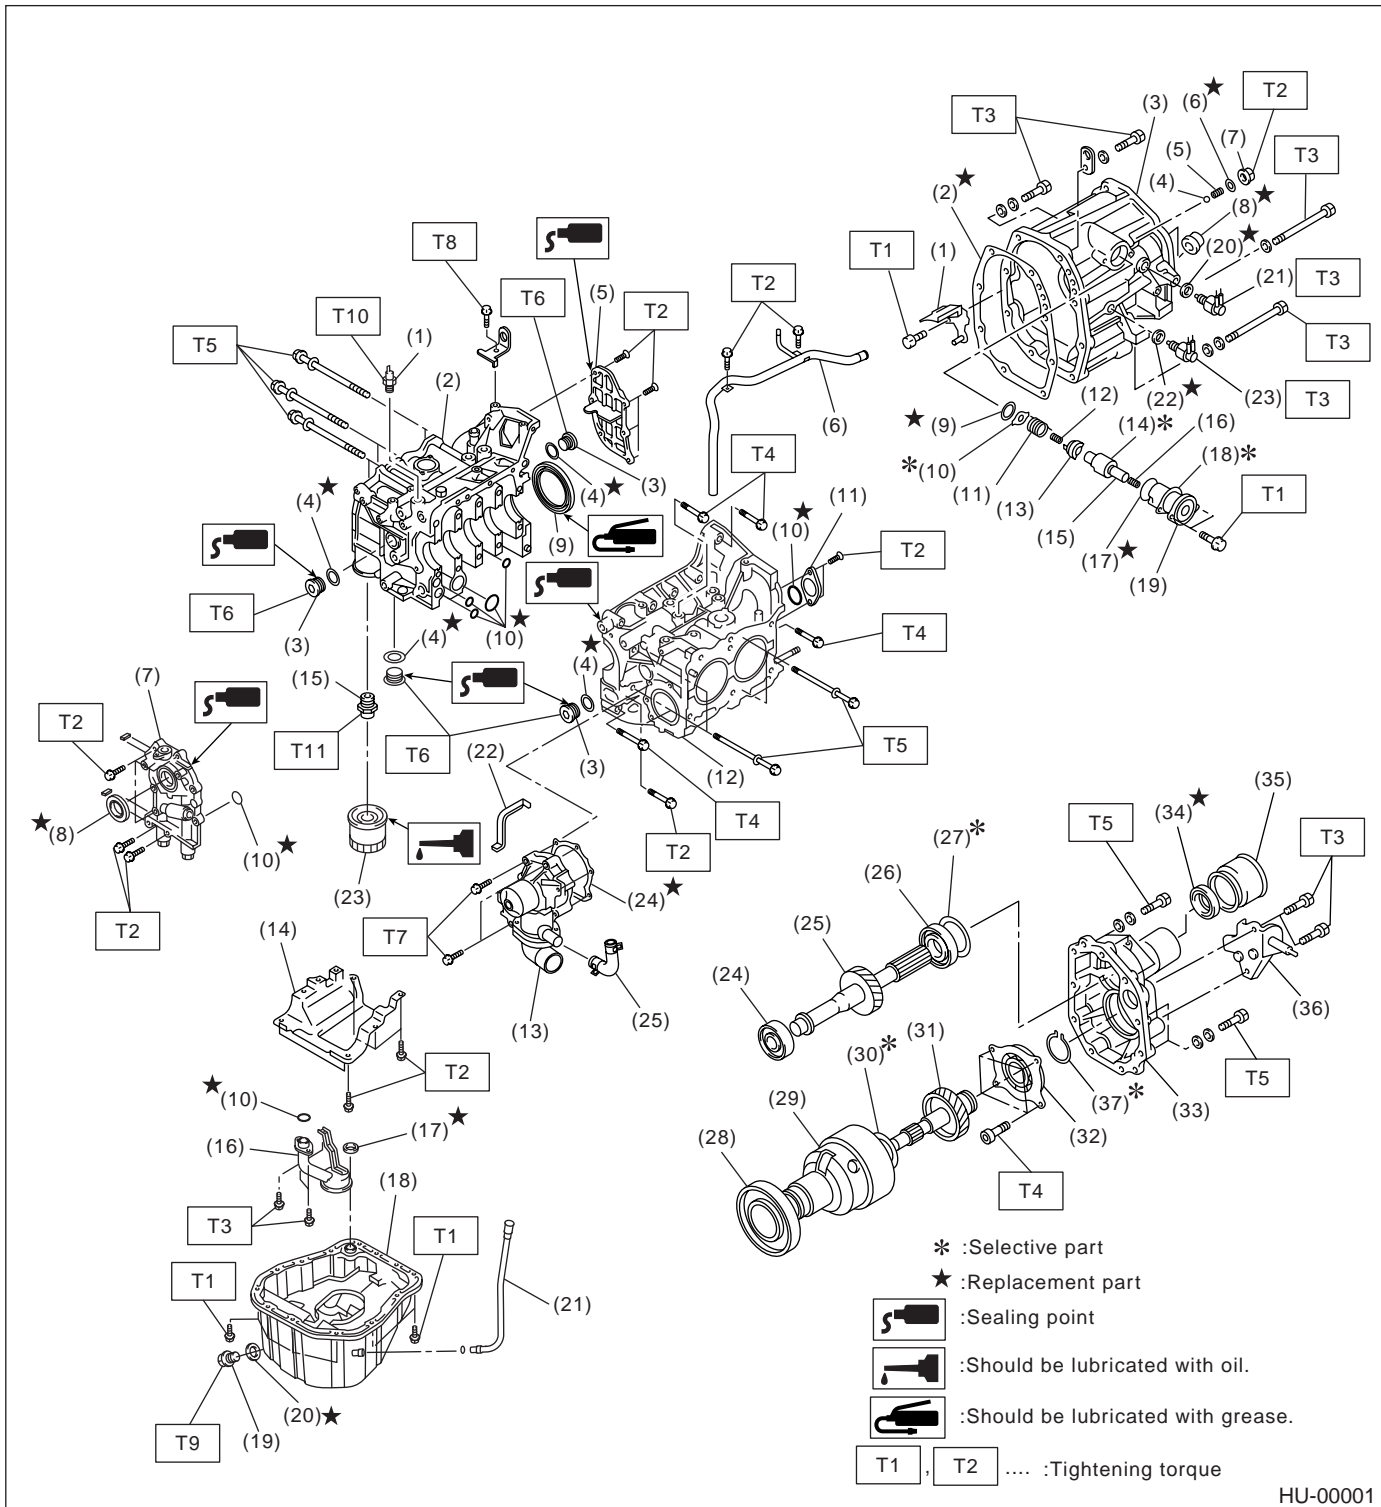 T3
(6)★
T2
(3)
(7)
(5)
T3
(4)
(2)★
(8)★
T8
T1
(1)
(20)★
T2
T6
(5)
T2
(21)
T3
T10
T5
(1)
(2)
T3
(6)
(12)
(22)★
(23)
T3
★(9)
(14)*
(16)
T4
*(10)
(18)*
(4)★
(3)
(11)
(4)★
(11)
(13)
T1
(10)★
(9)
T2
(15)
(17)★
(19)
T6
(3)
(10)★
T4
(4)★
(4)★
(7)
(15)
T2
T11
T6
(22)
T5
(3)
(12)
(35)
T4
(34)★
★(8)
(10)★
T2
(27)*
T5
T3
(23)
(26)
(24)★
T2
T7
(14)
(25)
(24)
(36)
(13)
(25)
(31)
(30)*
T2
T5
★(10)
(29)
(37)*
(33)
(17)★
(32)
(16)
(28)
(18)
T4
T3
T1
* :Selective part
T1
★ :Replacement part
(21)
:Sealing point
:Should be lubricated with oil.
(20)★
:Should be lubricated with grease.
T9
(19)
T1 , T2 .... :Tightening torque
HU-00001